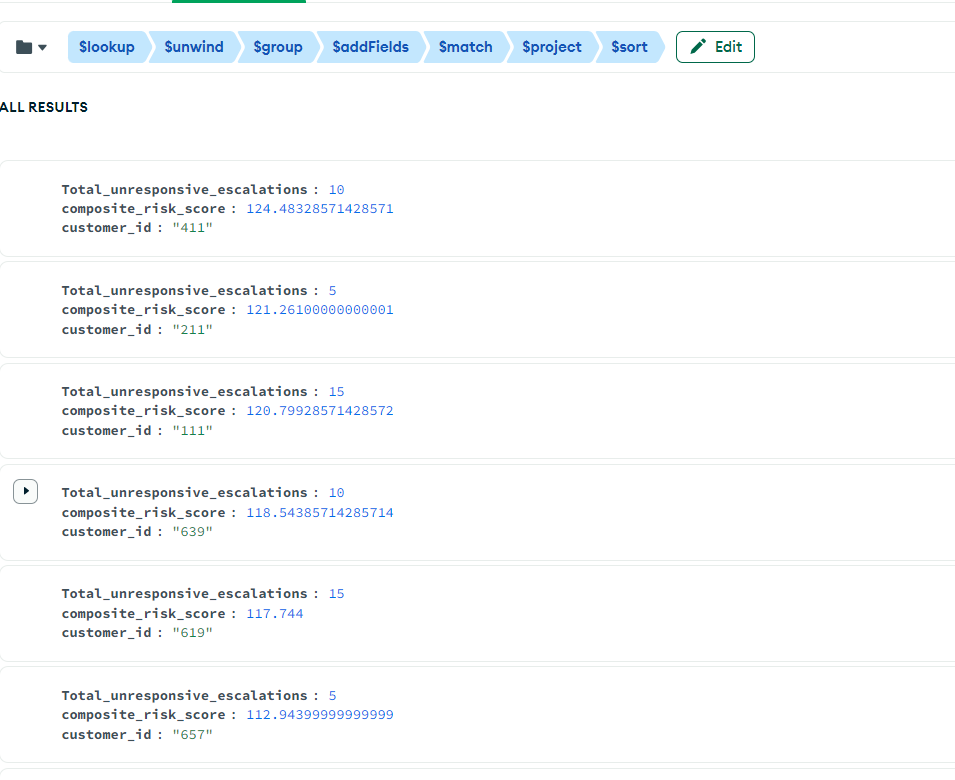 $lookup $unwind $group $addFields $match $project $sort Edit
ALL RESULTS
Total_unresponsive_escalations : 10
composite_risk_score : 124.48328571428571
customer_id : "411"
Total_unresponsive_escalations : 5
composite_risk_score : 121.26100000000001
customer_id : "211"
Total_unresponsive_escalations : 15
composite_risk_score : 120.79928571428572
customer_id : "111"
Total_unresponsive_escalations : 10
composite_risk_score : 118.54385714285714
customer_id : "639"
Total_unresponsive_escalations : 15
composite_risk_score : 117.744
customer_id : "619"
Total_unresponsive_escalations : 5
composite_risk_score : 112.94399999999999
customer_id : "657"